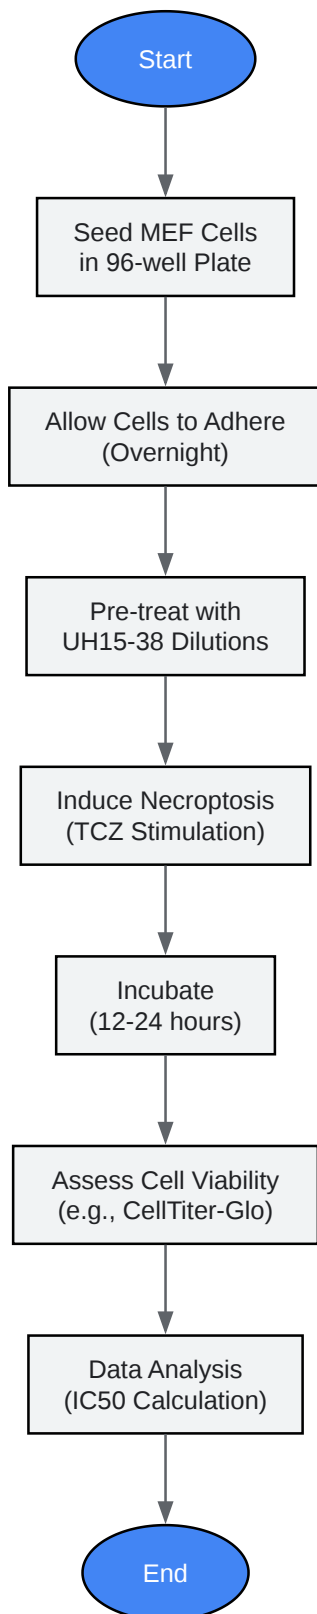 Start
Seed MEF Cells
in 96-well Plate
Allow Cells to Adhere
(Overnight)
Pre-treat with
UH15-38 Dilutions
Induce Necroptosis
(TCZ Stimulation)
Incubate
(12-24 hours)
Assess Cell Viability
(e.g., CellTiter-Glo)
Data Analysis
(IC50 Calculation)
End